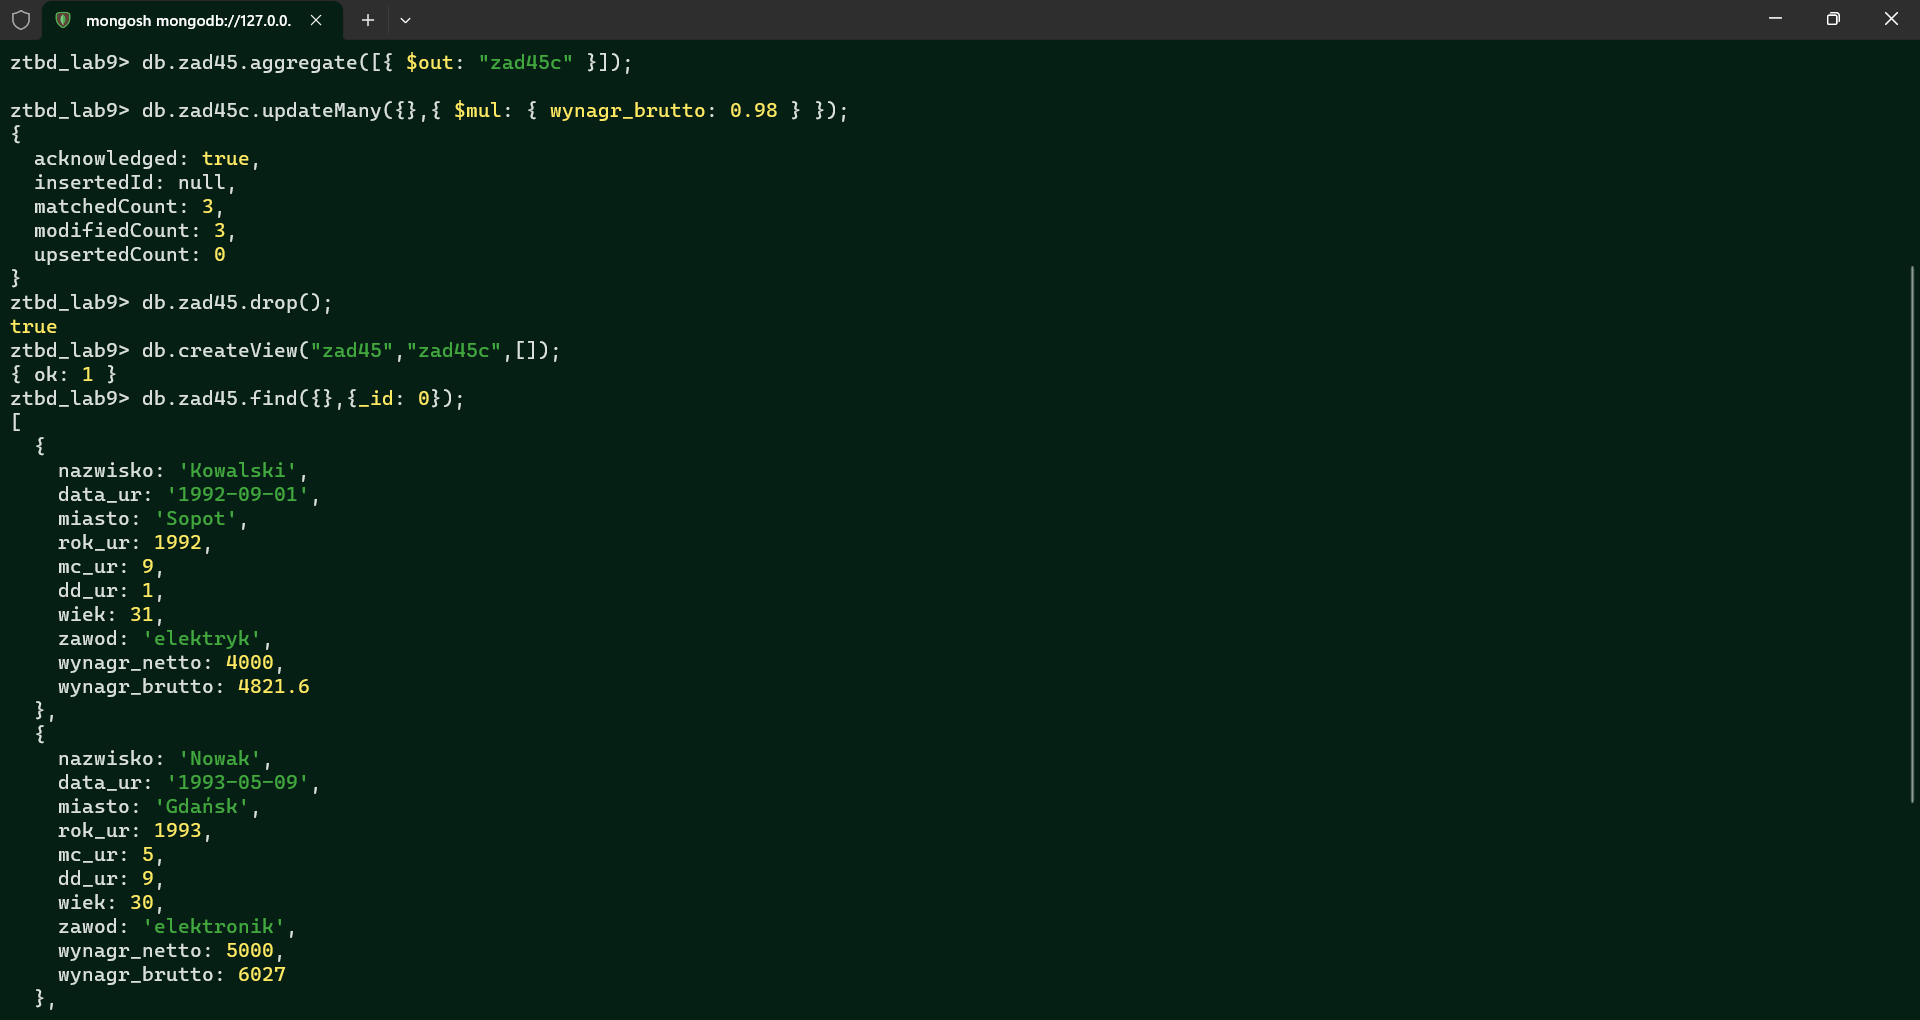 mongosh mongodb://127.0.0.
ztbd_lab9> db.zad45.aggregate([{ $out: "zad45c" }]);
ztbd_lab9> db.zad45c.updateMany({},{ $mul: { wynagr_brutto: 0.98 } });
{
  acknowledged: true,
  insertedId: null,
  matchedCount: 3,
  modifiedCount: 3,
  upsertedCount: 0
}
ztbd_lab9> db.zad45.drop();
true
ztbd_lab9> db.createView("zad45","zad45c",[]);
{ ok: 1 }
ztbd_lab9> db.zad45.find({},{_id: 0});
[
  {
    nazwisko: 'Kowalski',
    data_ur: '1992-09-01',
    miasto: 'Sopot',
    rok_ur: 1992,
    mc_ur: 9,
    dd_ur: 1,
    wiek: 31,
    zawod: 'elektryk',
    wynagr_netto: 4000,
    wynagr_brutto: 4821.6
  },
  {
    nazwisko: 'Nowak',
    data_ur: '1993-05-09',
    miasto: 'Gdańsk',
    rok_ur: 1993,
    mc_ur: 5,
    dd_ur: 9,
    wiek: 30,
    zawod: 'elektronik',
    wynagr_netto: 5000,
    wynagr_brutto: 6027
  },